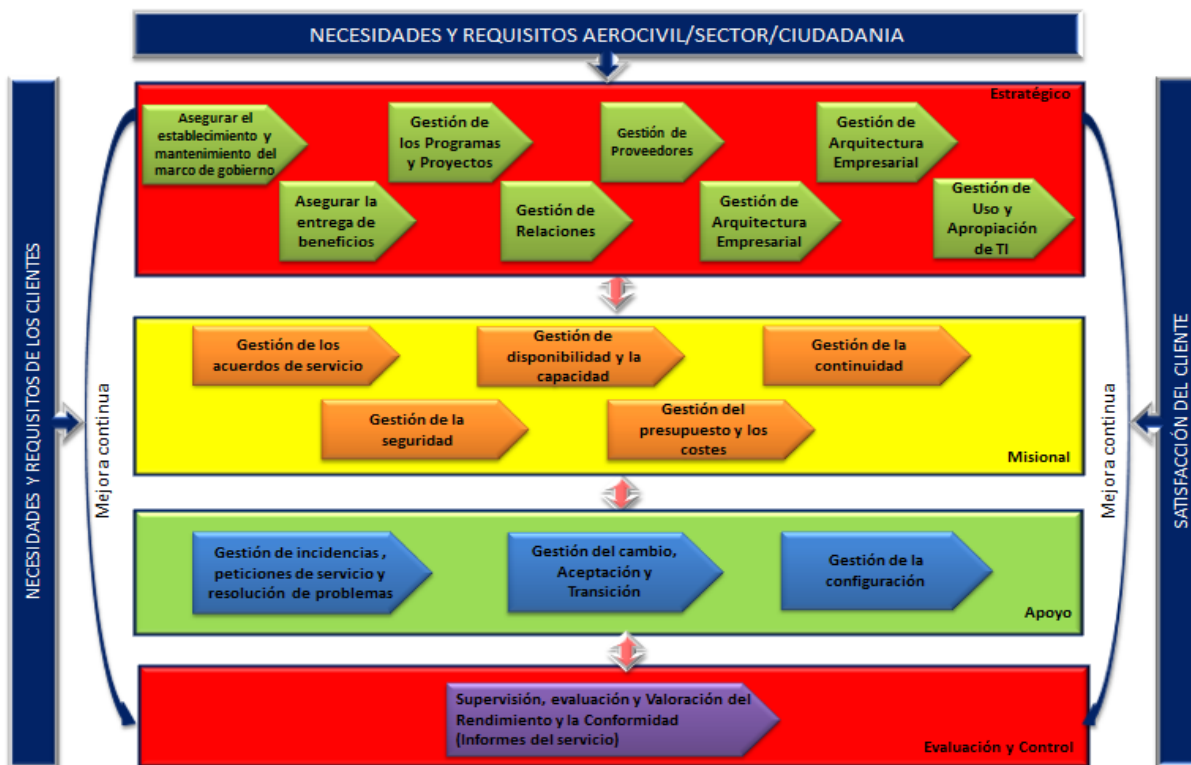 NECESIDADES Y REQUISITOS AEROCIVIL/SECTOR/CIUDADANIA
NECESIDADES Y REQUISITOS DE LOS CLIENTES
Mejora continua
Estratégico
Asegurar el
establecimiento y
mantenimiento del
marco de gobierno
Gestión de
los Programas
y Proyectos
Gestión de
Proveedores
Gestión de
Arquitectura
Empresarial
Asegurar la
entrega de
beneficios
Gestión de
Relaciones
Gestión de
Arquitectura
Empresarial
Gestión de
Uso y
Apropiación
de TI
Gestión de los
acuerdos de servicio
Gestión de
disponibilidad y la
capacidad
Gestión de la
continuidad
Gestión de la
seguridad
Gestión del
presupuesto y los
costes
Misional
Gestión de incidencias ,
peticiones de servicio y
resolución de problemas
Gestión del cambio,
Aceptación y
Transición
Gestión de la
configuración
Apoyo
Supervisión, evaluación y Valoración del
Rendimiento y la Conformidad
(Informes del servicio)
Evaluación y Control
Mejora continua
SATISFACCIÓN DEL CLIENTE